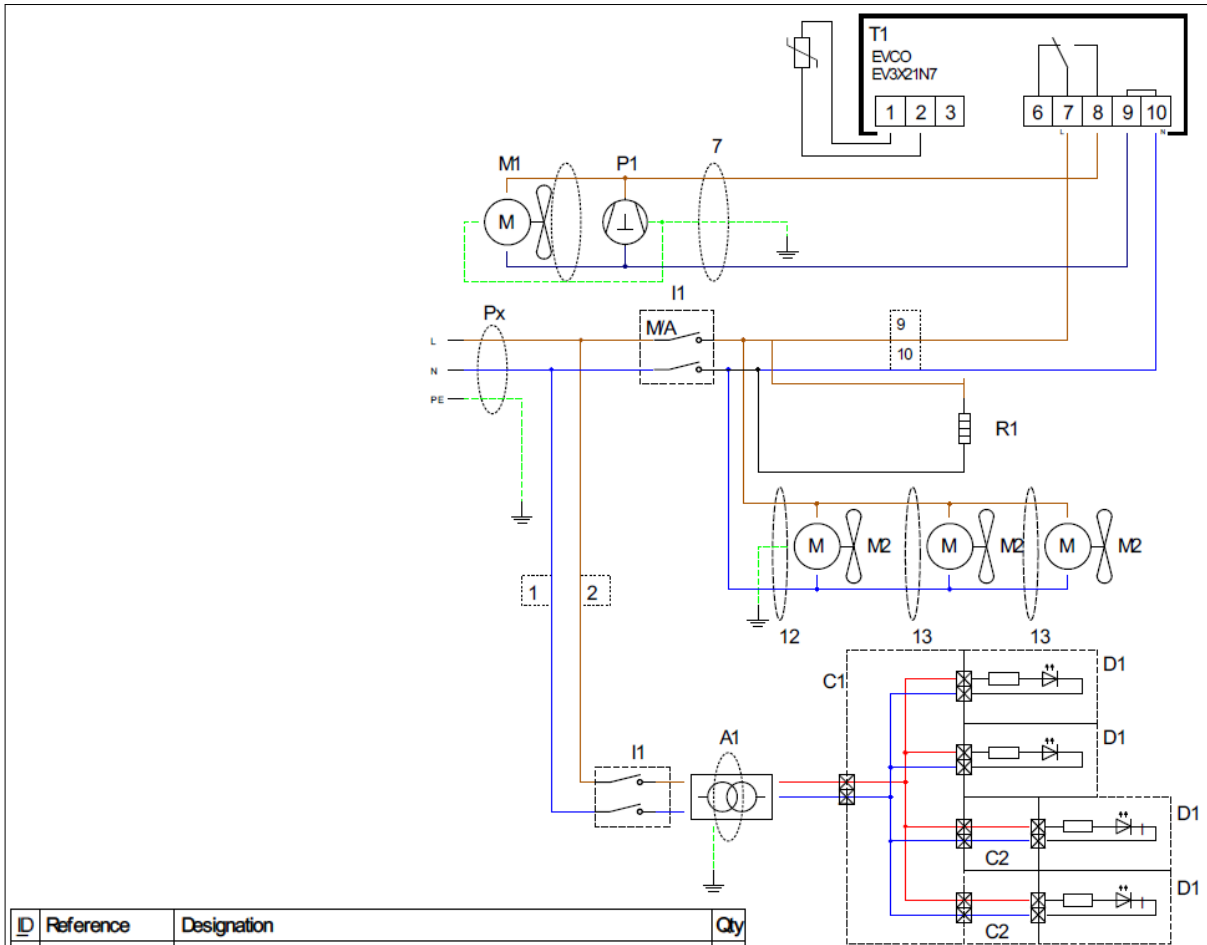 T1
EVCO
EV3X21N7
1 2 3
6 7 8 9 10
L N
M1 P1 7
M
I1
Px
M/A
L
N
PE
9
10
R1
M M2 M M2 M M2
1 2
12 13 13
C1
D1
D1
I1 A1
D1
C2
D1
C2
ID Reference Designation Qty